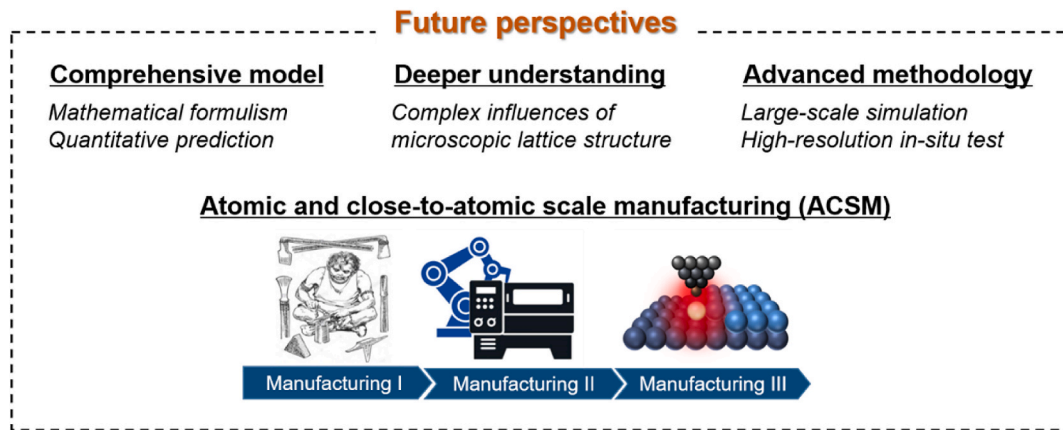 Future perspectives
Comprehensive model
Mathematical formulism
Quantitative prediction
Deeper understanding
Complex influences of
microscopic lattice structure
Advanced methodology
Large-scale simulation
High-resolution in-situ test
Atomic and close-to-atomic scale manufacturing (ACSM)
Manufacturing I
Manufacturing II
Manufacturing III